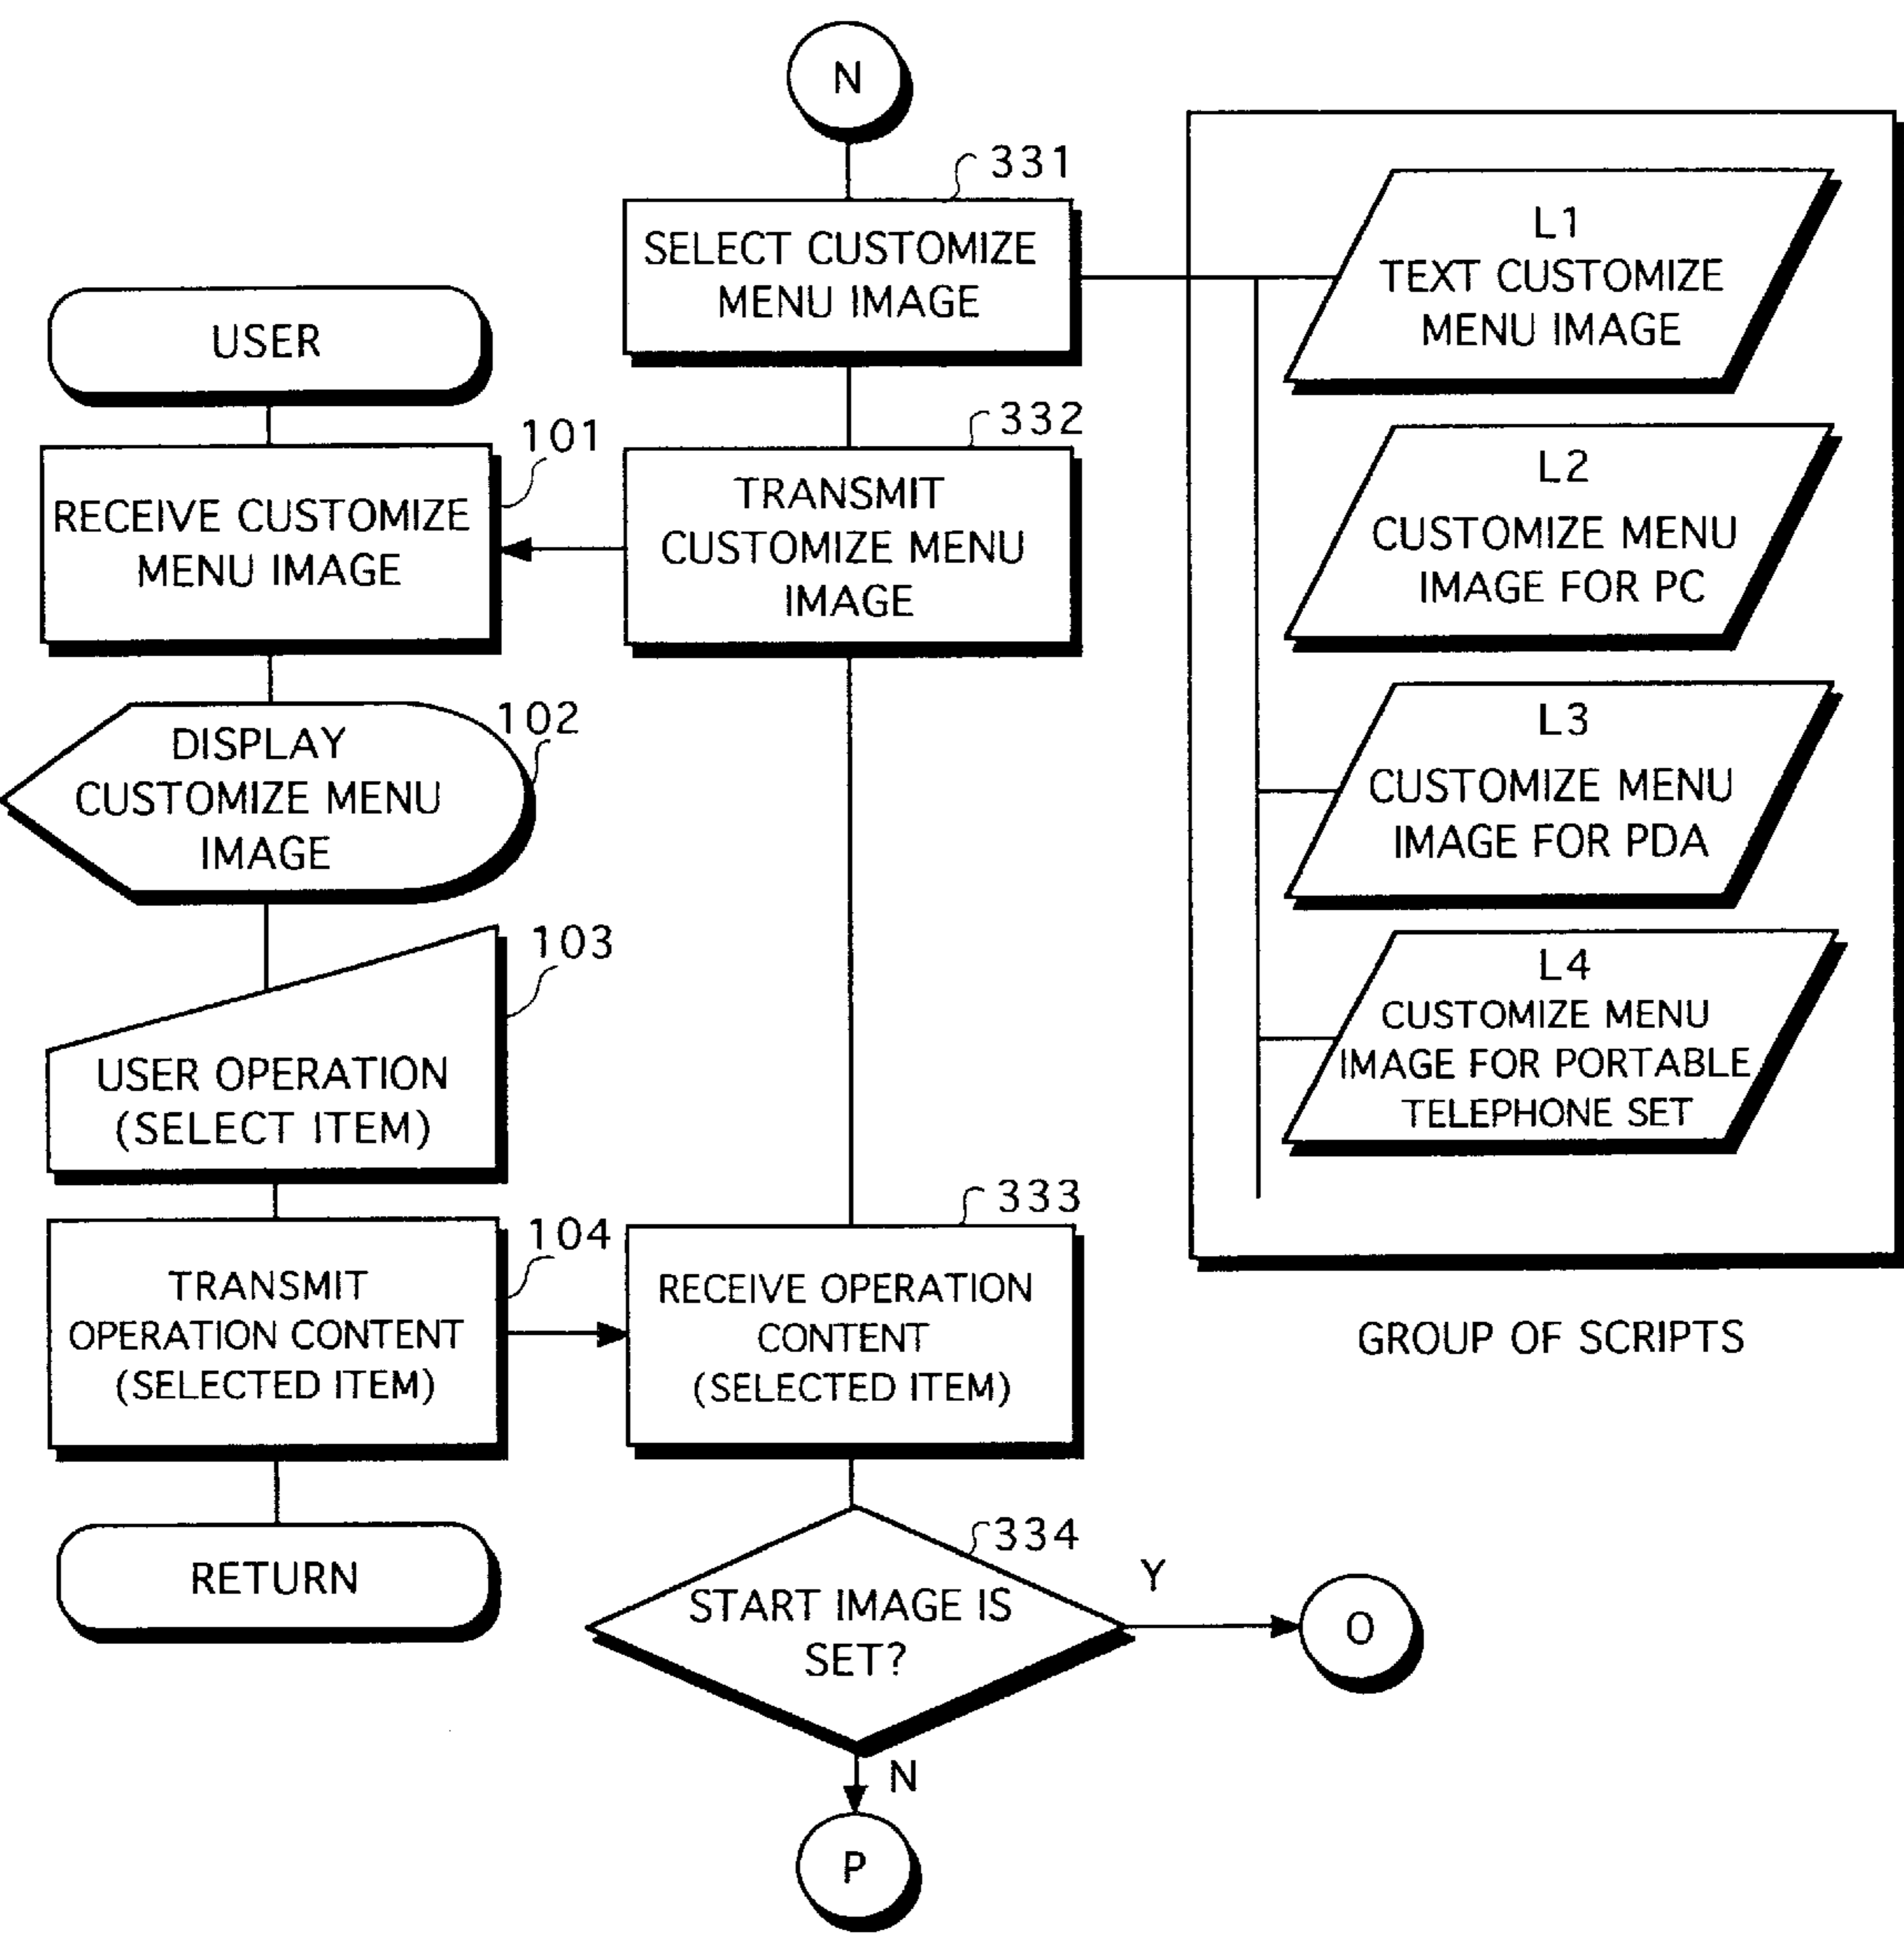 N
331
SELECT CUSTOMIZE
MENU IMAGE
L1
TEXT CUSTOMIZE
MENU IMAGE
USER
332
101
RECEIVE CUSTOMIZE
MENU IMAGE
TRANSMIT
CUSTOMIZE MENU
IMAGE
L2
CUSTOMIZE MENU
IMAGE FOR PC
102
DISPLAY
CUSTOMIZE MENU
IMAGE
L3
CUSTOMIZE MENU
IMAGE FOR PDA
103
USER OPERATION
(SELECT ITEM)
L4
CUSTOMIZE MENU
IMAGE FOR PORTABLE
TELEPHONE SET
333
104
TRANSMIT
OPERATION CONTENT
(SELECTED ITEM)
RECEIVE OPERATION
CONTENT
(SELECTED ITEM)
GROUP OF SCRIPTS
RETURN
334
START IMAGE IS
SET?
Y
O
N
P